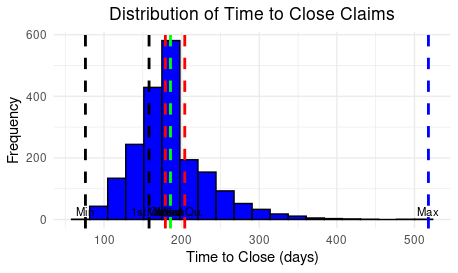 Distribution of Time to Close Claims
Frequency
600
400
200
0
Min
Max
100
200
300
400
500
Time to Close (days)